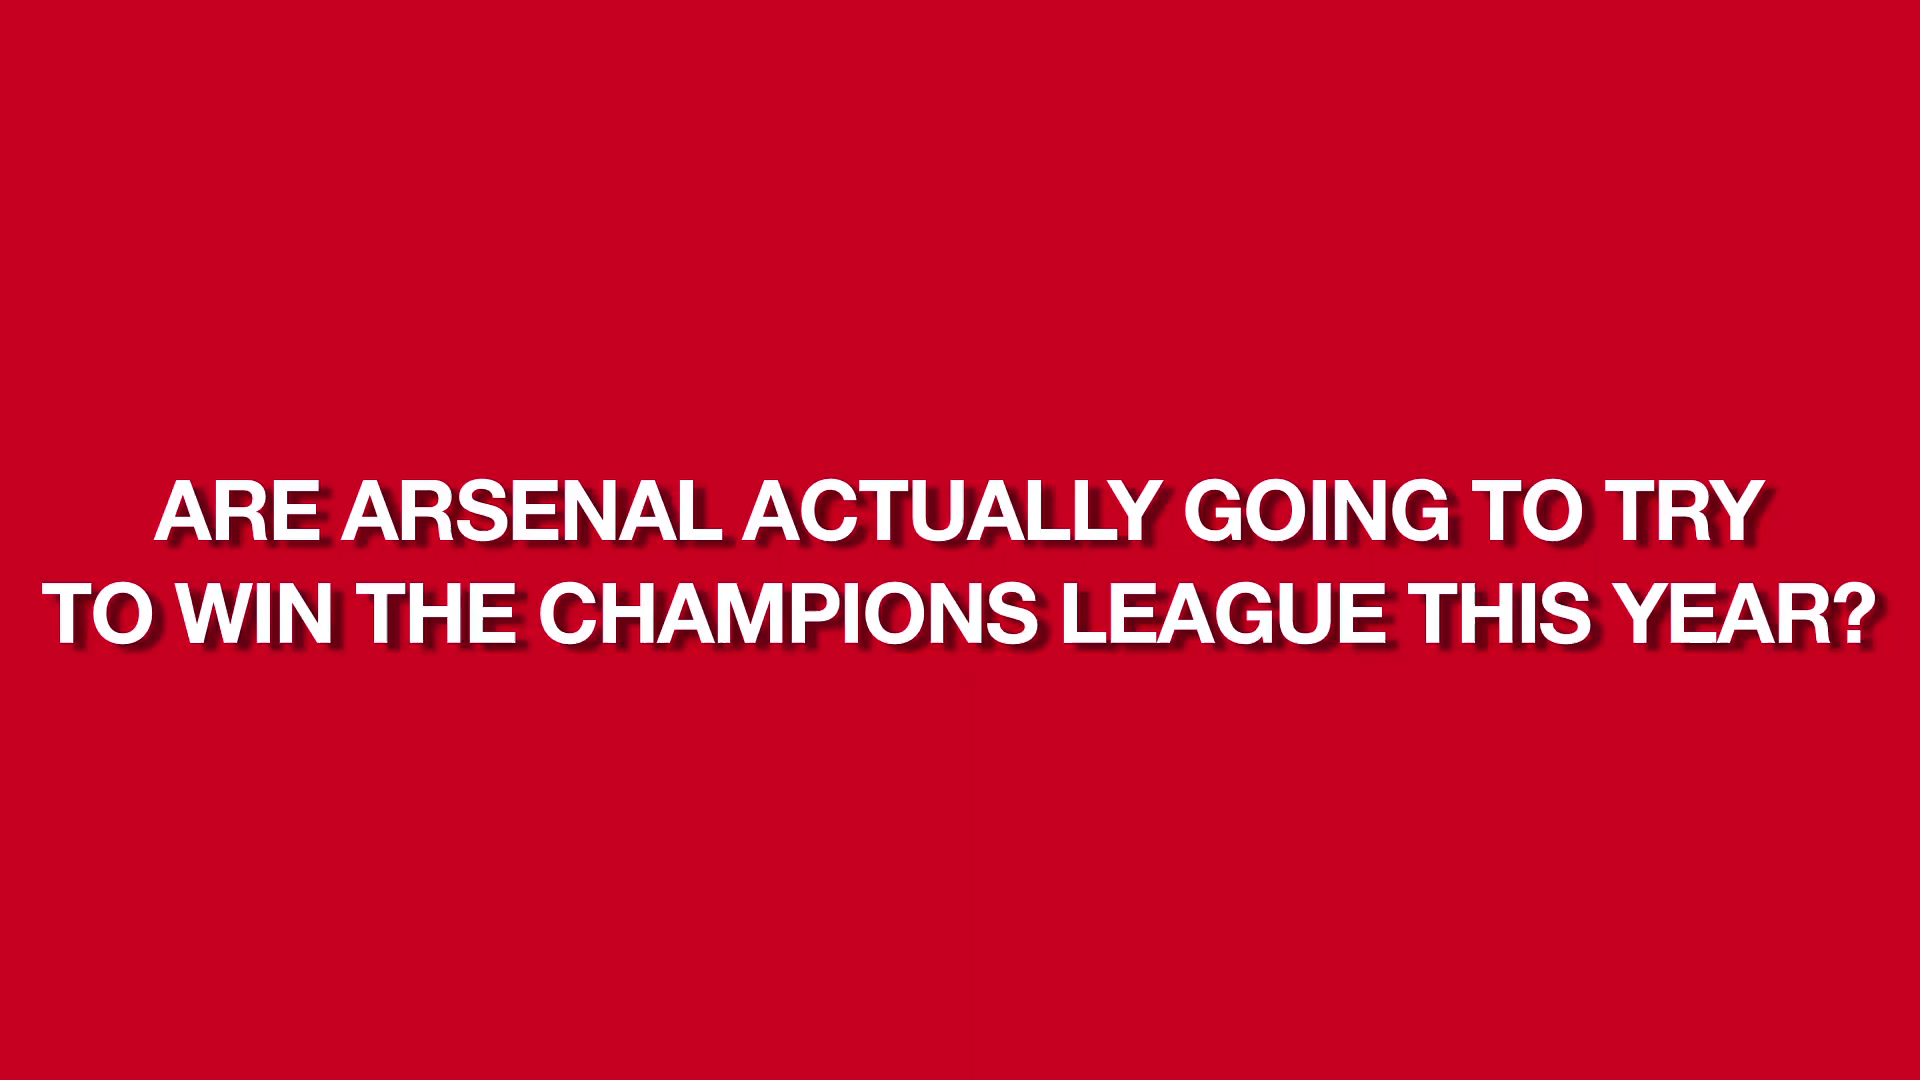 ARE ARSENAL ACTUALLY GOING TO TRY
TO WIN THE CHAMPIONS LEAGUE THIS YEAR?